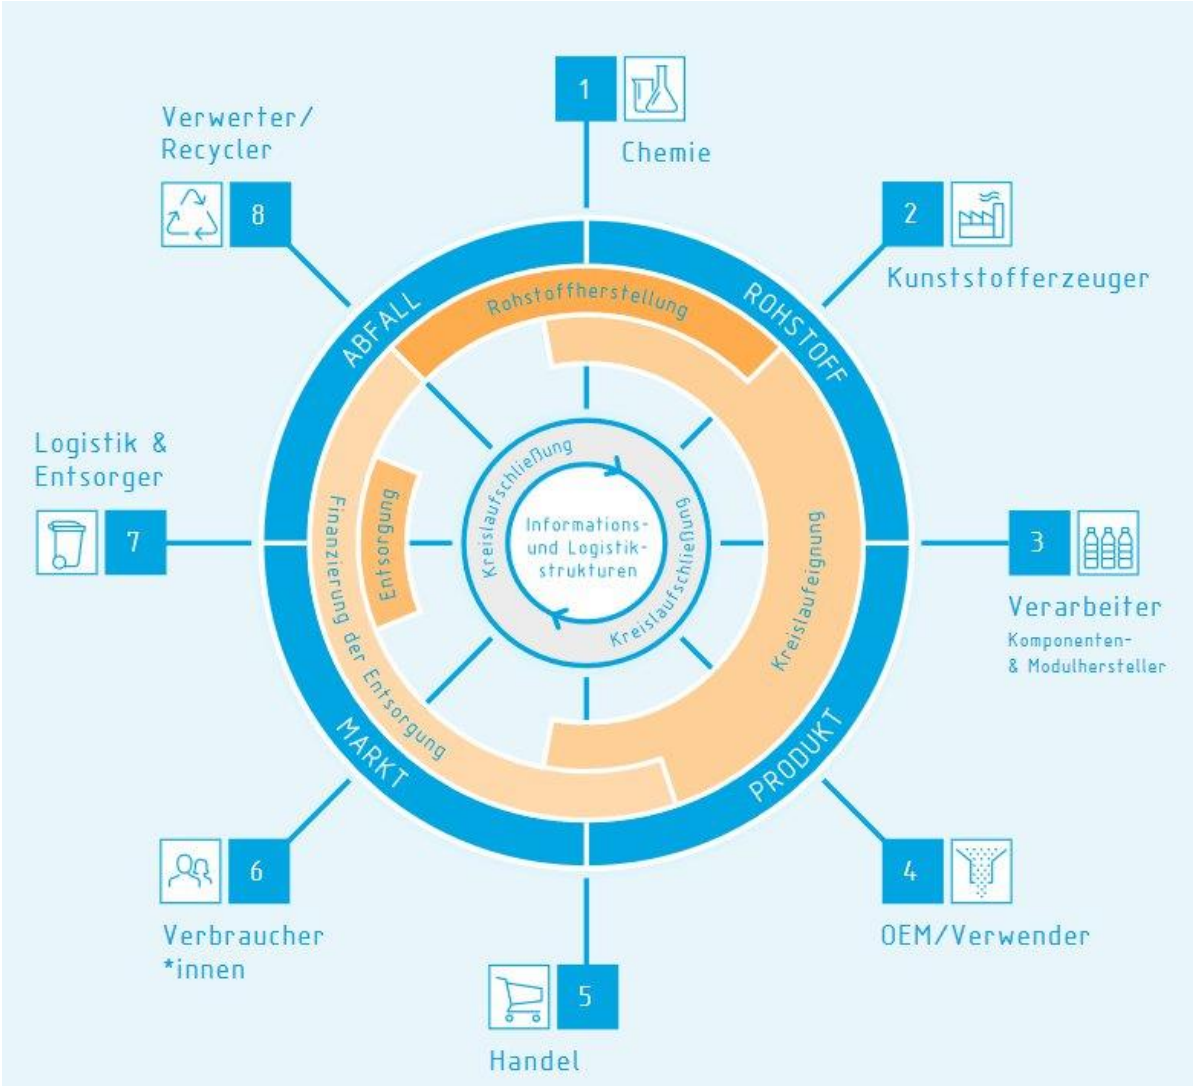 1
Chemie
2
Kunststofferzeuger
3
Verarbeiter
Komponenten-
& Modulhersteller
4
OEM/Verwender
5
Handel
6
Verbraucher
*innen
7
Logistik &
Entsorger
8
Verwerter/
Recycler
ABFALL
ROHSTOFF
PRODUKT
MARKT
Rohstoffherstellung
Kreislaufeignung
Finanzierung der Entsorgung
Entsorgung
Kreislaufschließung
Kreislaufschließung
Informations-
und Logistik-
strukturen